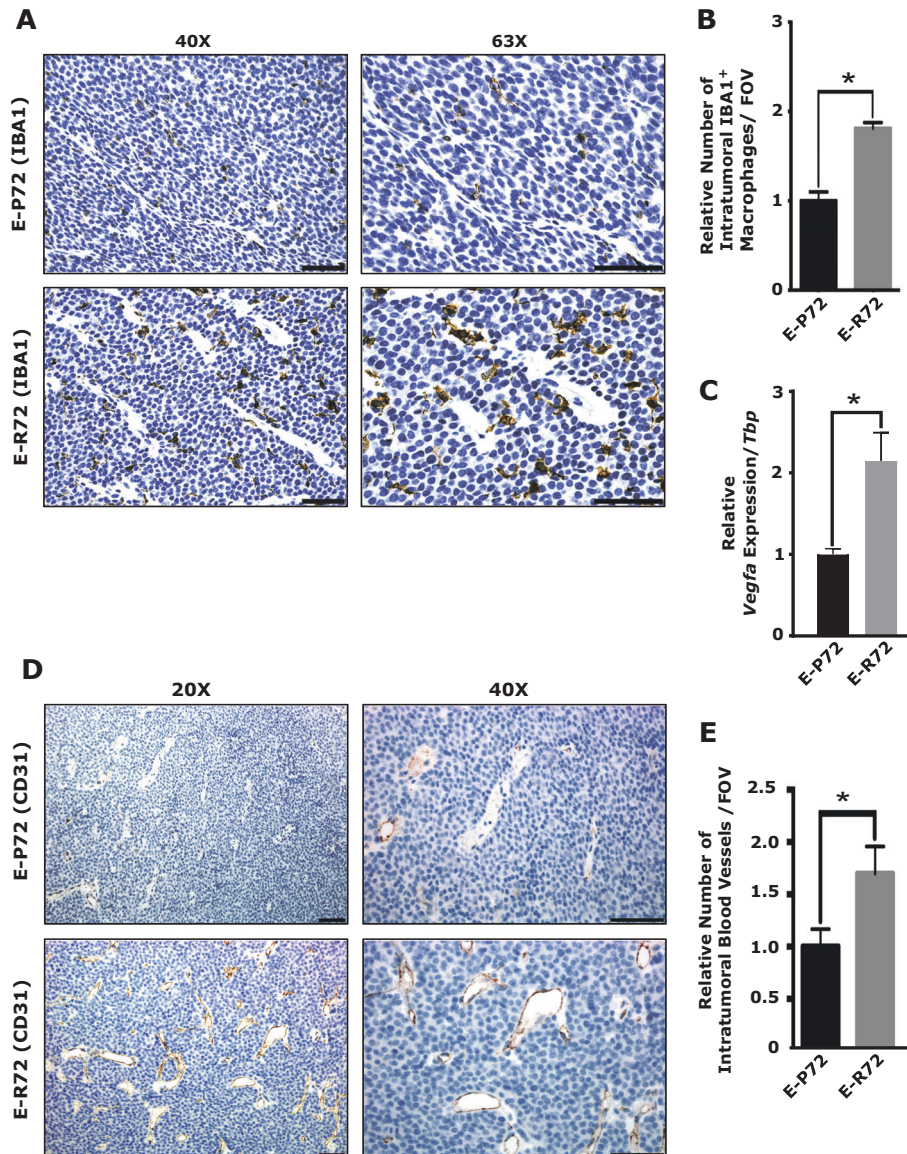 A
40X
63X
E-P72 (IBA1)
E-R72 (IBA1)
B
Relative Number of
Intratumoral IBA1+
Macrophages/ FOV
3
2
1
0
*
E-P72
E-R72
C
Relative
Vegfa Expression/Tbp
3
2
1
0
*
E-P72
E-R72
D
20X
40X
E-P72 (CD31)
E-R72 (CD31)
E
Relative Number of
Intratumoral Blood Vessels /FOV
2.5
2.0
1.5
1.0
0.5
0
*
E-P72
E-R72